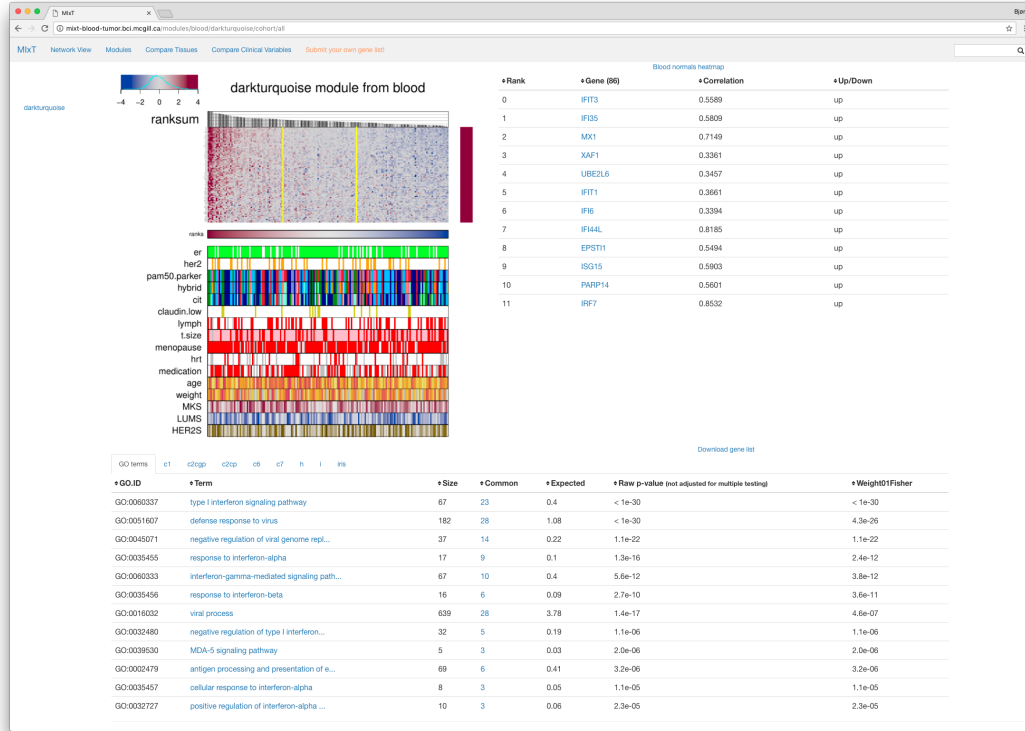 MIxT
Bjør
mixt-blood-tumor.bci.mcgill.ca/modules/blood/darkturquoise/cohort/all
MIxT Network View Modules Compare Tissues Compare Clinical Variables Submit your own gene list!
darkturquoise
-4 -2 0 2 4
darkturquoise module from blood
ranksum
ranks
er
her2
pam50.parker
hybrid
cit
claudin.low
lymph
t.size
menopause
hrt
medication
age
weight
MKS
LUMS
HER2S
Blood normals heatmap
Rank Gene (86) Correlation Up/Down
0 IFIT3 0.5589 up
1 IFI35 0.5809 up
2 MX1 0.7149 up
3 XAF1 0.3361 up
4 UBE2L6 0.3457 up
5 IFIT1 0.3661 up
6 IFI6 0.3394 up
7 IFI44L 0.8185 up
8 EPSTI1 0.5494 up
9 ISG15 0.5903 up
10 PARP14 0.5601 up
11 IRF7 0.8532 up
Download gene list
GO terms c1 c2cgp c2cp c6 c7 h i iris
GO.ID Term Size Common Expected Raw p-value (not adjusted for multiple testing) Weight01Fisher
GO:0060337 type I interferon signaling pathway 67 23 0.4 < 1e-30 < 1e-30
GO:0051607 defense response to virus 182 28 1.08 < 1e-30 4.3e-26
GO:0045071 negative regulation of viral genome repl... 37 14 0.22 1.1e-22 1.1e-22
GO:0035455 response to interferon-alpha 17 9 0.1 1.3e-16 2.4e-12
GO:0060333 interferon-gamma-mediated signaling path... 67 10 0.4 5.6e-12 3.8e-12
GO:0035456 response to interferon-beta 16 6 0.09 2.7e-10 3.6e-11
GO:0016032 viral process 639 28 3.78 1.4e-17 4.6e-07
GO:0032480 negative regulation of type I interferon... 32 5 0.19 1.1e-06 1.1e-06
GO:0039530 MDA-5 signaling pathway 5 3 0.03 2.0e-06 2.0e-06
GO:0002479 antigen processing and presentation of e... 69 6 0.41 3.2e-06 3.2e-06
GO:0035457 cellular response to interferon-alpha 8 3 0.05 1.1e-05 1.1e-05
GO:0032727 positive regulation of interferon-alpha ... 10 3 0.06 2.3e-05 2.3e-05